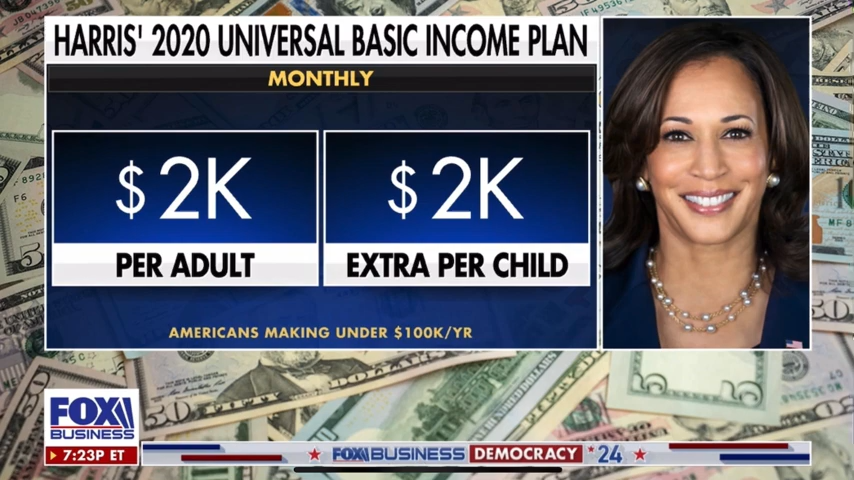 HARRIS' 2020 UNIVERSAL BASIC INCOME PLAN
MONTHLY
$2K
PER ADULT
$2K
EXTRA PER CHILD
AMERICANS MAKING UNDER $100K/YR
FOX
BUSINESS
7:23P ET
FOX BUSINESS DEMOCRACY '24